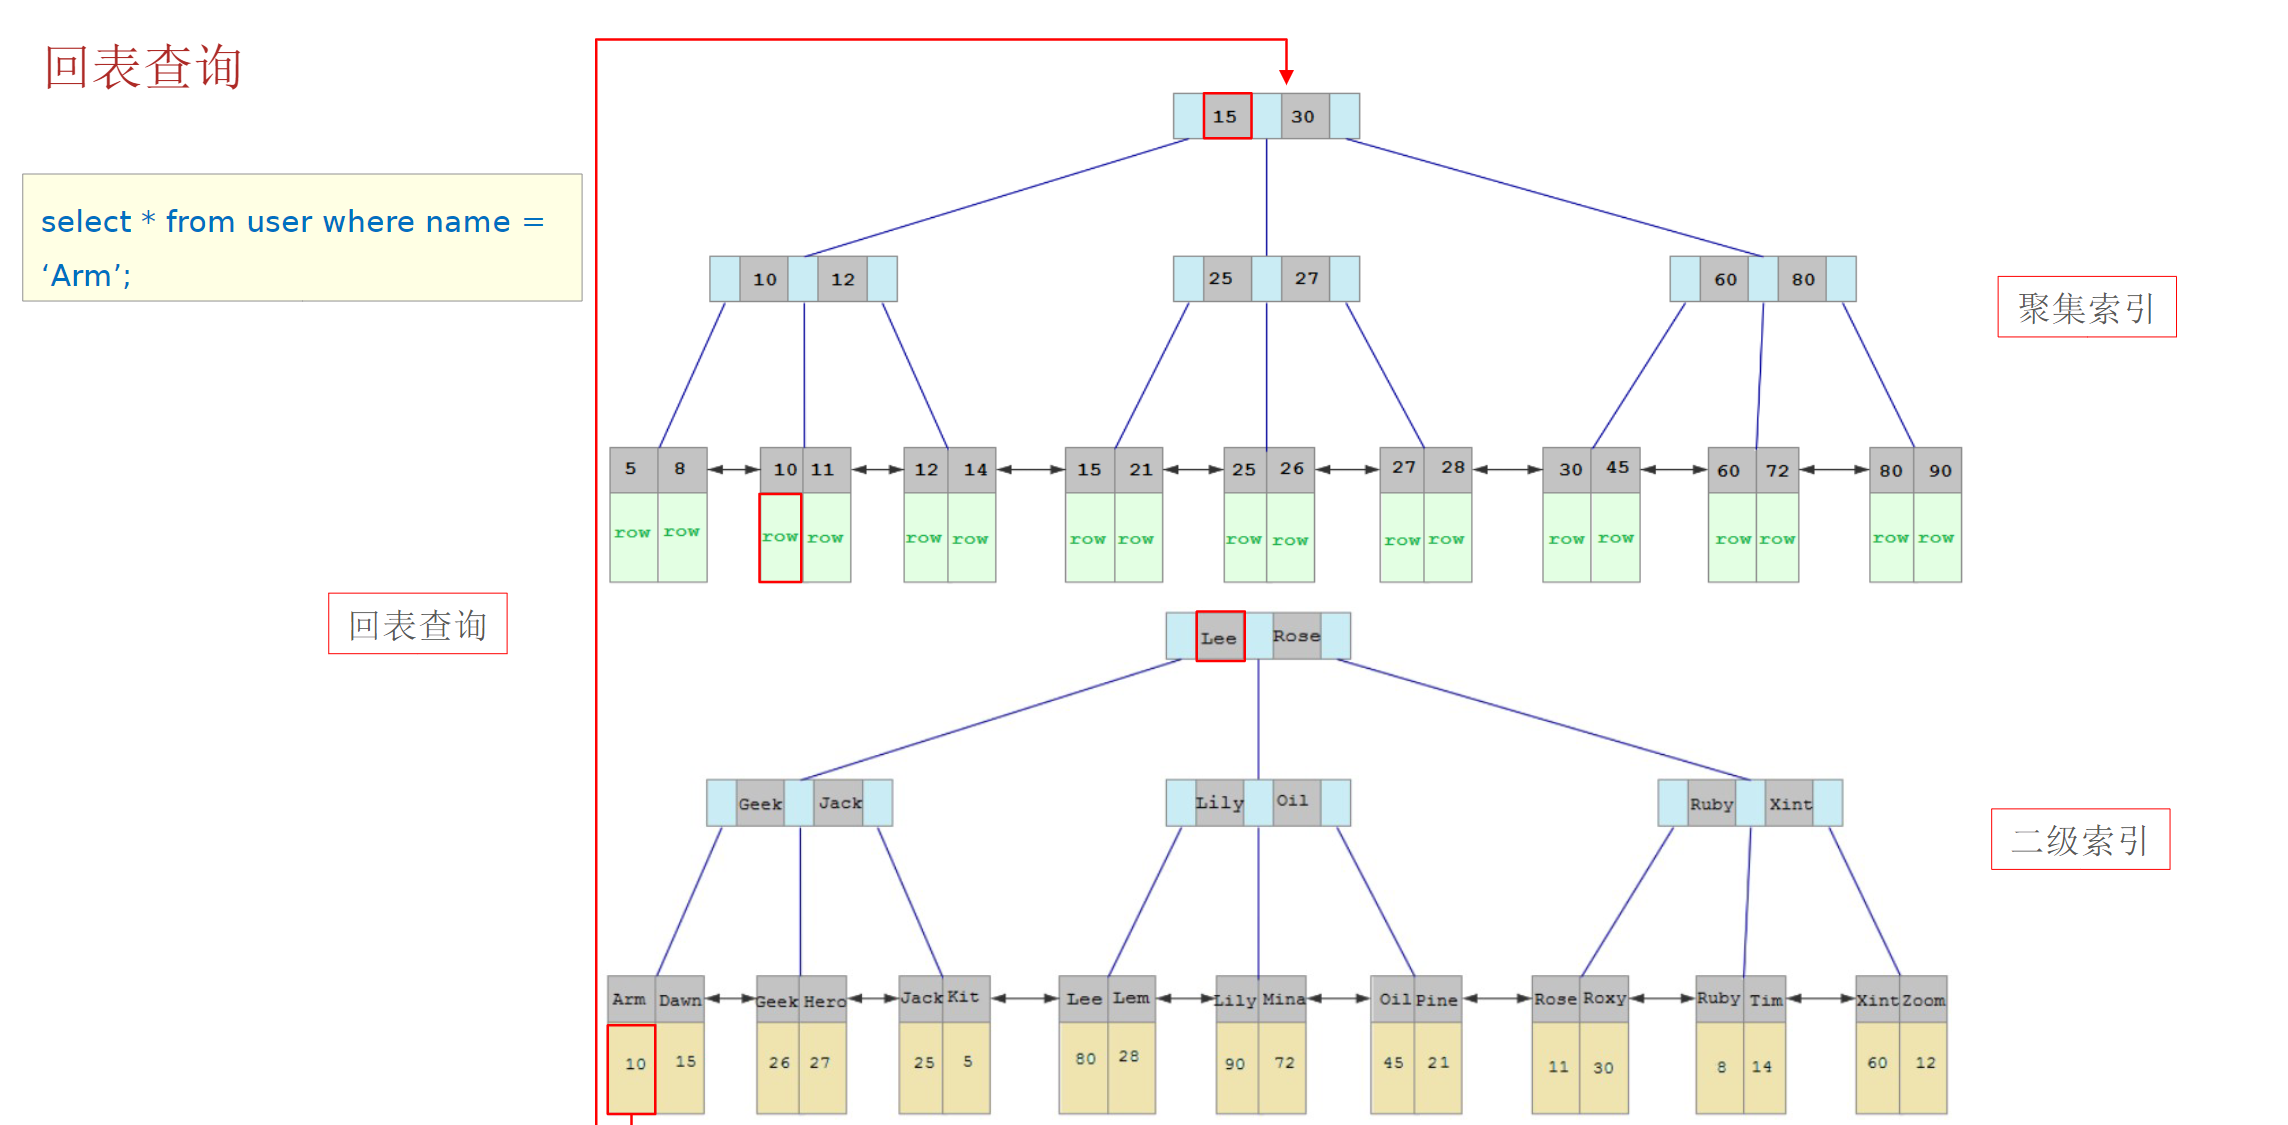 回表查询
select * from user where name =
‘Arm’;
15 30
10 12 25 27 60 80
聚集索引
5 8 10 11 12 14 15 21 25 26 27 28 30 45 60 72 80 90
row row row row row row row row row row row row row row row row row row
回表查询
Lee Rose
Geek Jack Lily Oil Ruby Xint
二级索引
Arm Dawn Geek Hero Jack Kit Lee Lem Lily Mina Oil Pine Rose Roxy Ruby Tim Xint Zoom
10 15 26 27 25 5 80 28 90 72 45 21 11 30 8 14 60 12